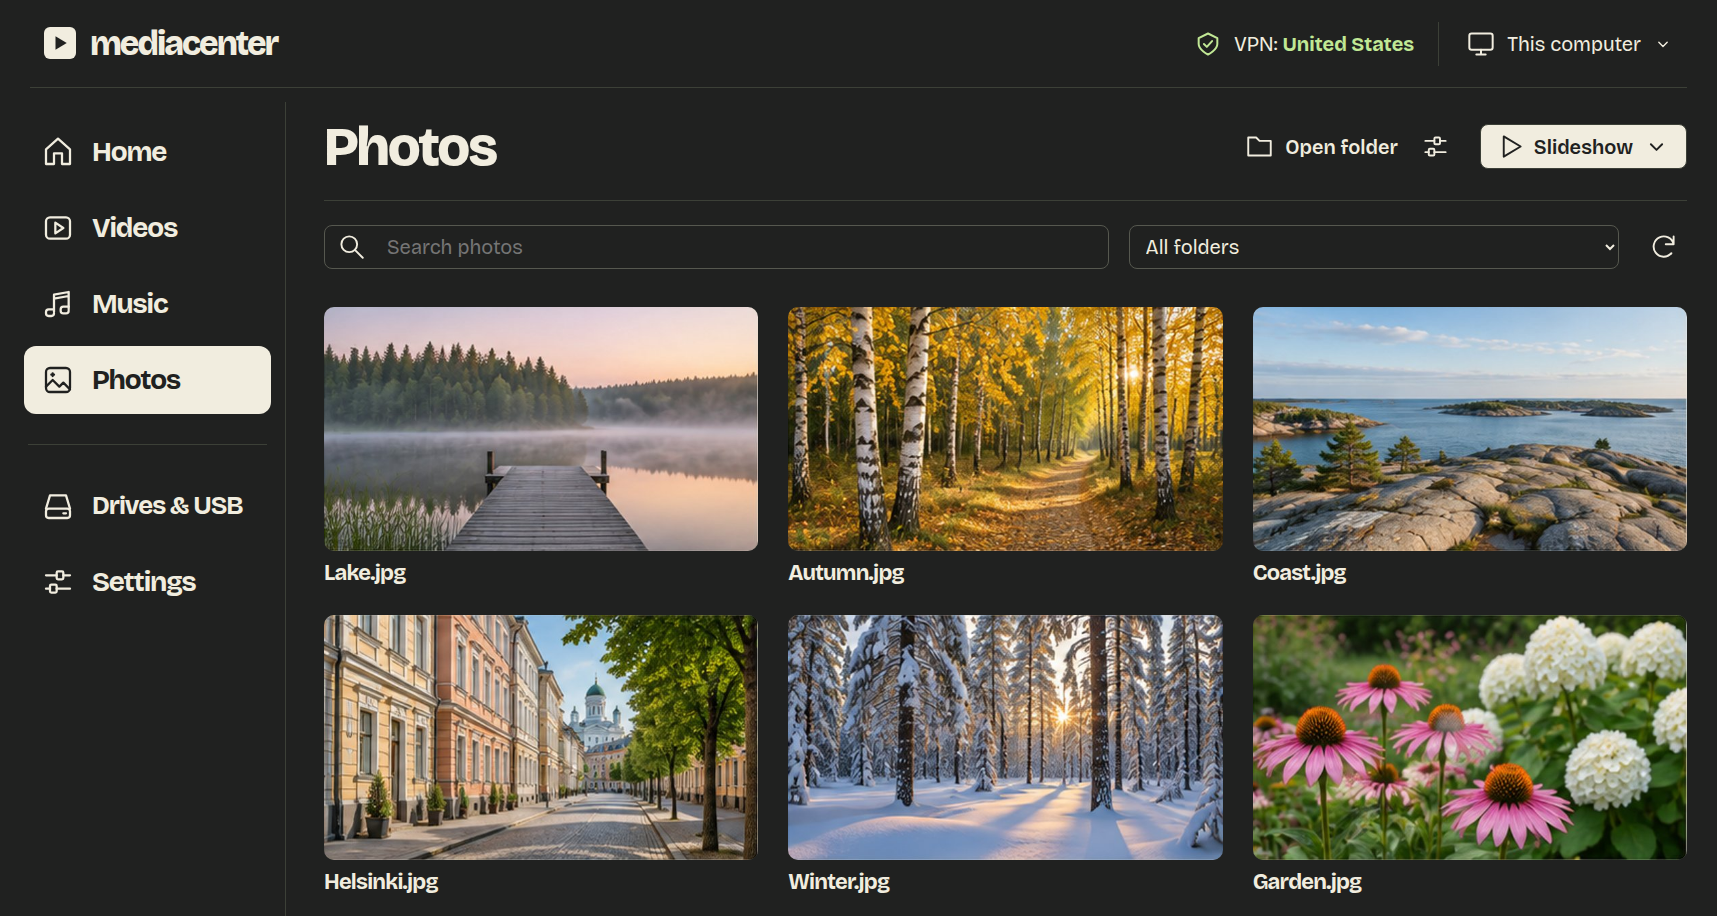 mediacenter
VPN: United States
This computer
Home
Videos
Music
Photos
Drives & USB
Settings
Photos
Open folder
Slideshow
Search photos
All folders
Lake.jpg
Autumn.jpg
Coast.jpg
Helsinki.jpg
Winter.jpg
Garden.jpg